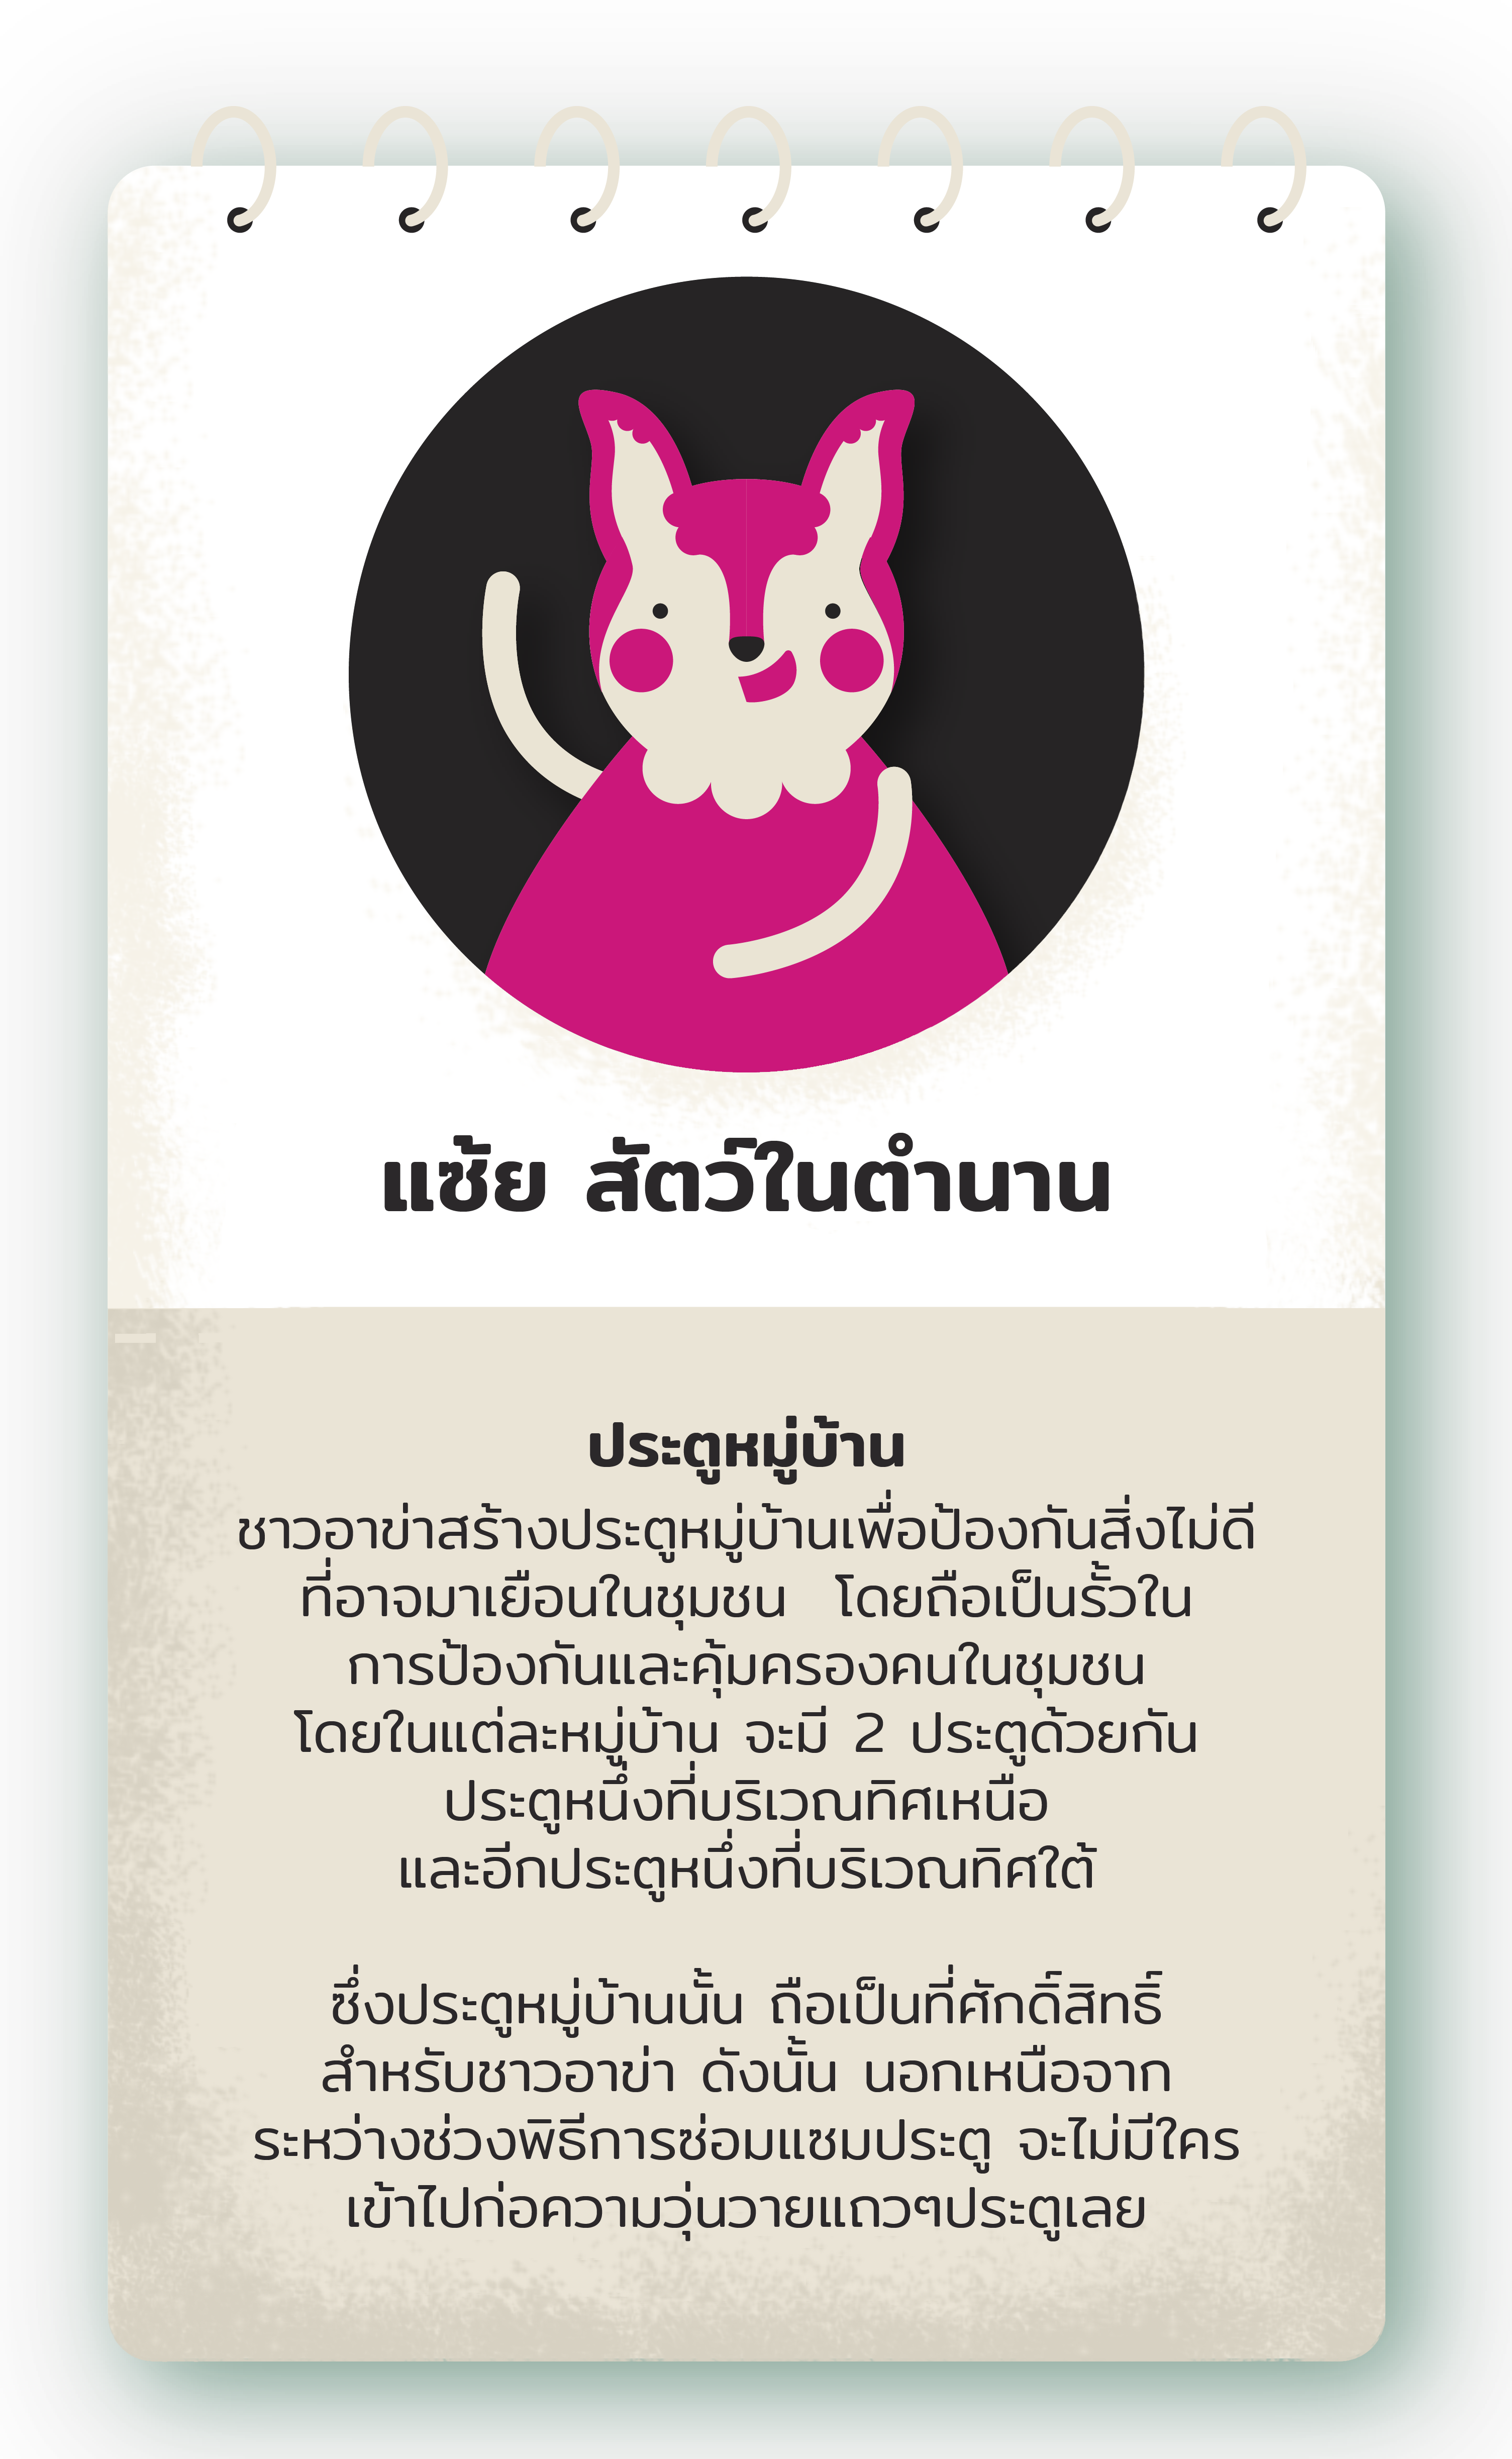 แซ้ย สัตว์ในตำนาน
ประตูหมู่บ้าน
ชาวอาข่าสร้างประตูหมู่บ้านเพื่อป้องกันสิ่งไม่ดี
ที่อาจมาเยือนในชุมชน โดยถือเป็นรั้วใน
การป้องกันและคุ้มครองคนในชุมชน
โดยในแต่ละหมู่บ้าน จะมี 2 ประตูด้วยกัน
ประตูหนึ่งที่บริเวณทิศเหนือ
และอีกประตูหนึ่งที่บริเวณทิศใต้
ซึ่งประตูหมู่บ้านนั้น ถือเป็นที่ศักดิ์สิทธิ์
สำหรับชาวอาข่า ดังนั้น นอกเหนือจาก
ระหว่างช่วงพิธีการซ่อมแซมประตู จะไม่มีใคร
เข้าไปก่อความวุ่นวายแถวๆประตูเลย